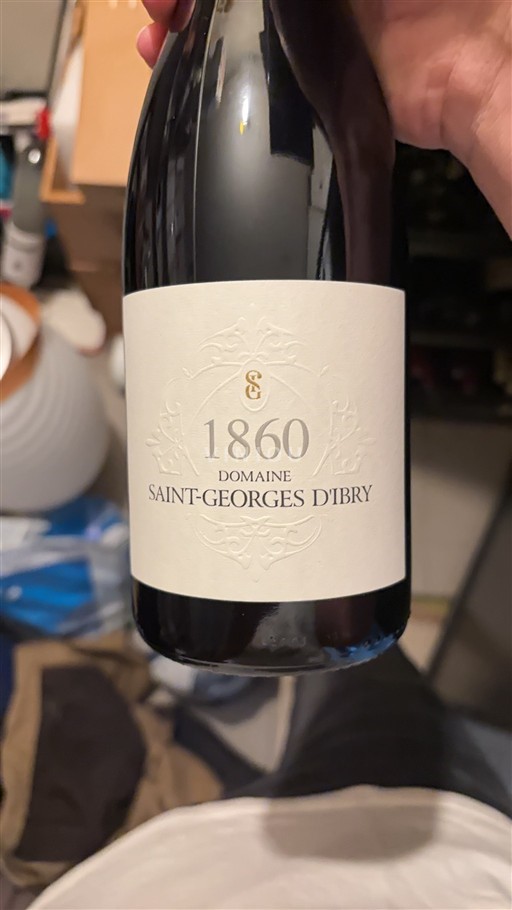 SG
1860
DOMAINE
SAINT-GEORGES D'IBRY